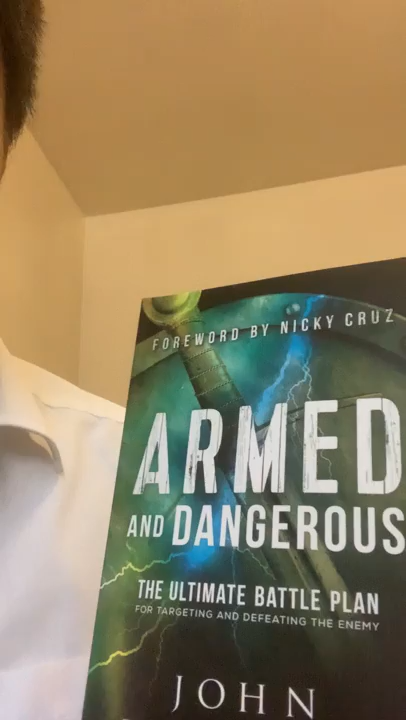 FOREWORD BY NICKY CRUZ
ARMED
AND DANGEROUS
THE ULTIMATE BATTLE PLAN
FOR TARGETING AND DEFEATING THE ENEMY
JOHN